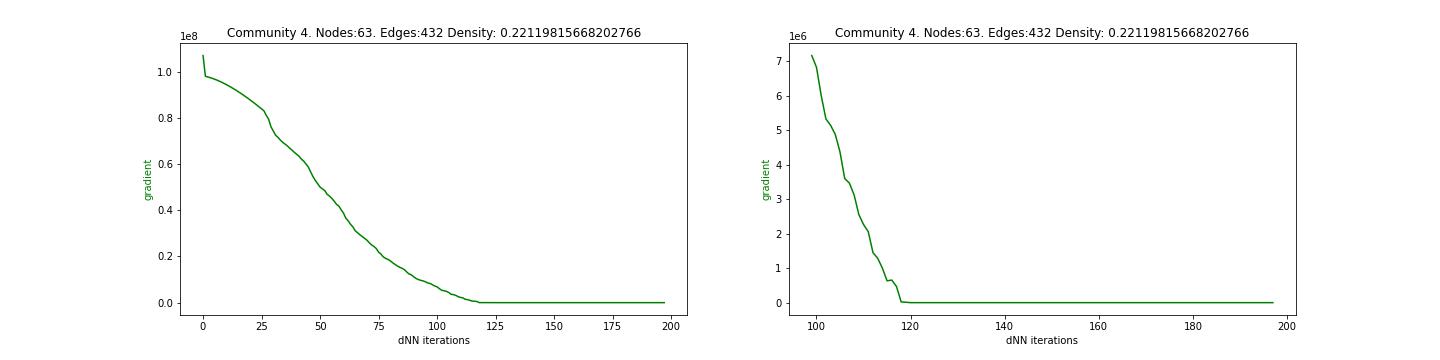 Community 4. Nodes:63. Edges:432 Density: 0.22119815668202766
1e8
1.0
0.8
0.6
0.4
0.2
0.0
gradient
0 25 50 75 100 125 150 175 200
dNN iterations
Community 4. Nodes:63. Edges:432 Density: 0.22119815668202766
1e6
7
6
5
4
3
2
1
0
gradient
100 120 140 160 180 200
dNN iterations